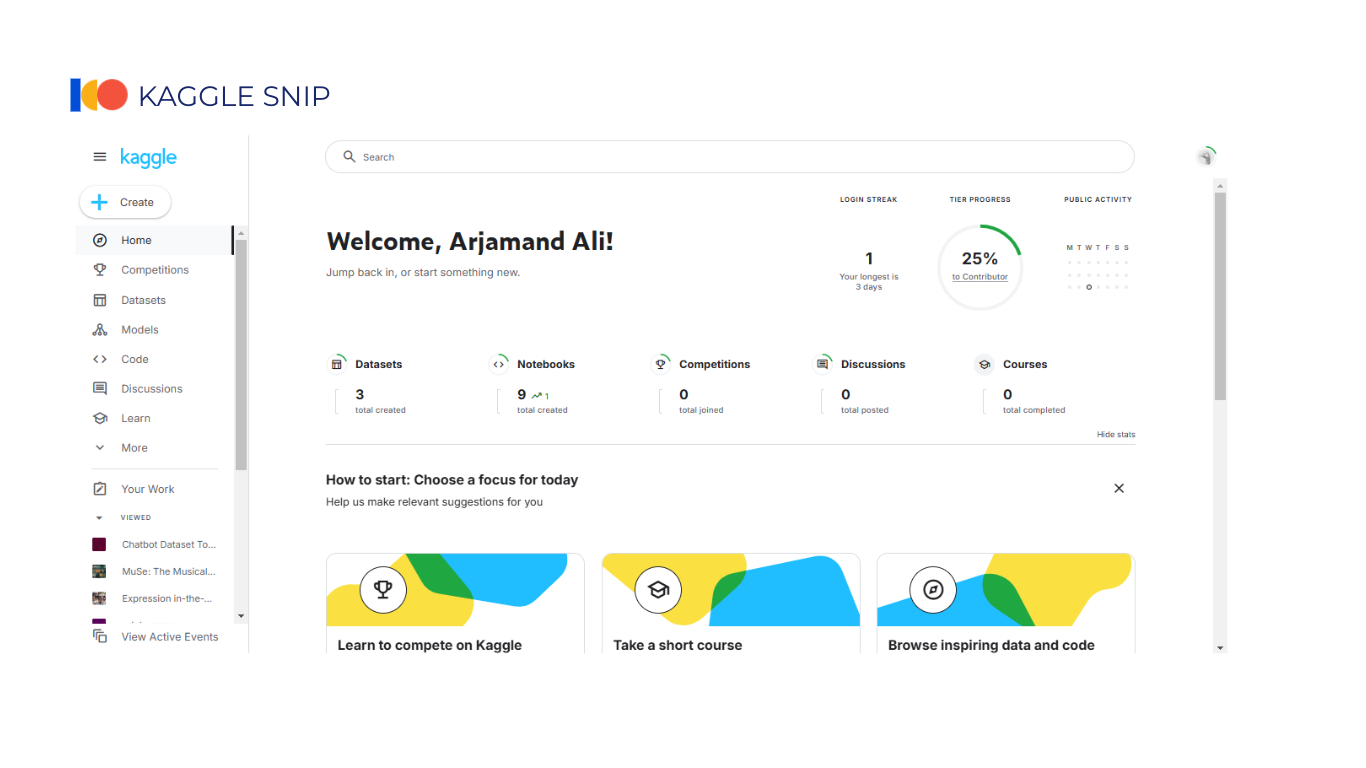 KAGGLE SNIP
kaggle
Search
Create
Home
Competitions
Datasets
Models
Code
Discussions
Learn
More
Your Work
VIEWED
Chatbot Dataset To...
MuSe: The Musical...
Expression in-the-...
View Active Events
LOGIN STREAK
TIER PROGRESS
PUBLIC ACTIVITY
Welcome, Arjamand Ali!
Jump back in, or start something new.
1
Your longest is
3 days
25%
to Contributor
M T W T F S S
Datasets
3
total created
Notebooks
9 1
total created
Competitions
0
total joined
Discussions
0
total posted
Courses
0
total completed
Hide stats
How to start: Choose a focus for today
Help us make relevant suggestions for you
Learn to compete on Kaggle
Take a short course
Browse inspiring data and code